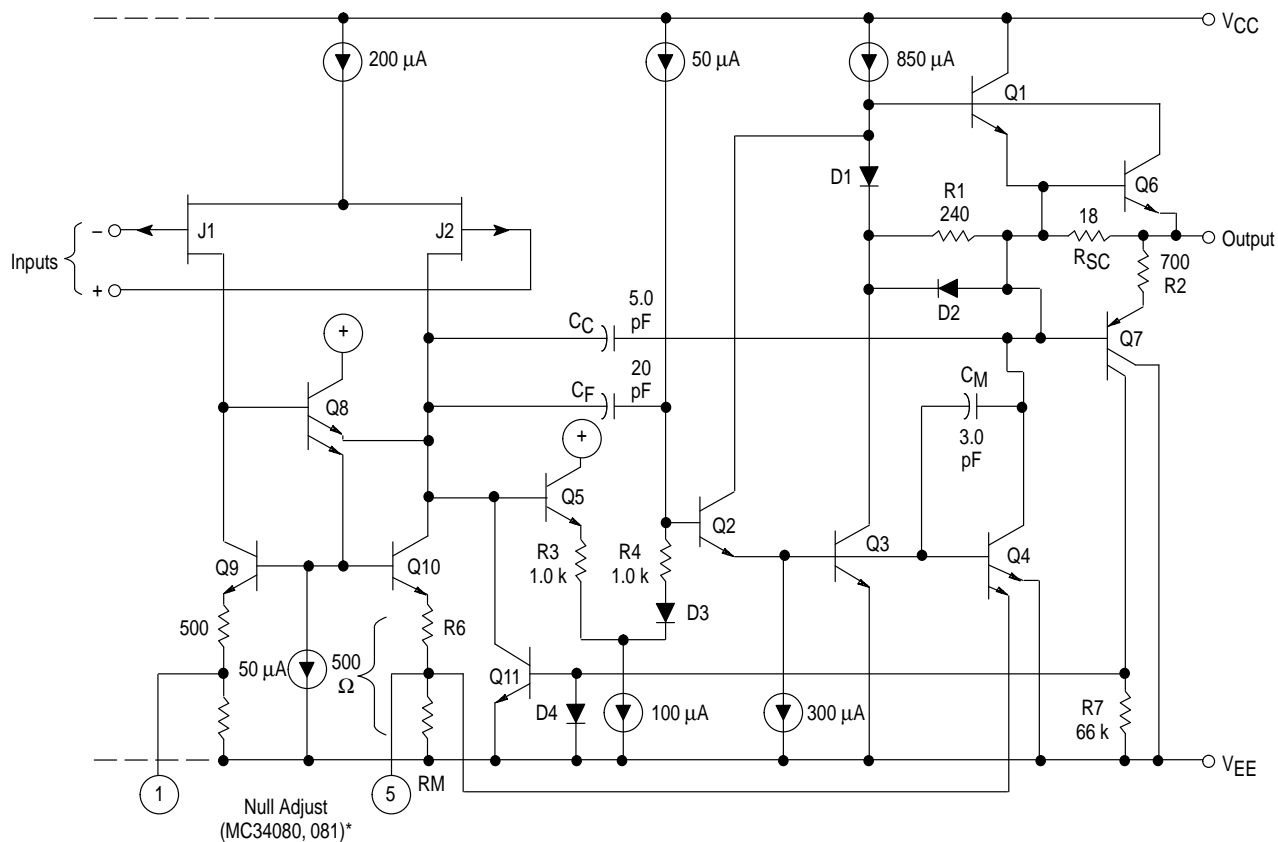 VCC
200 µA
50 µA
850 µA
Q1
D1
R1
240
Q6
J1
J2
18
RSC
Output
–
Inputs
+
700
R2
5.0
pF
D2
CC
Q7
+
20
pF
CF
CM
Q8
+
3.0
pF
Q5
Q2
R3
1.0 k
R4
1.0 k
Q3
Q4
Q9
Q10
500
R6
D3
50 µA
500
Ω
Q11
D4
100 µA
300 µA
R7
66 k
VEE
1
5
RM
Null Adjust
(MC34080, 081)*